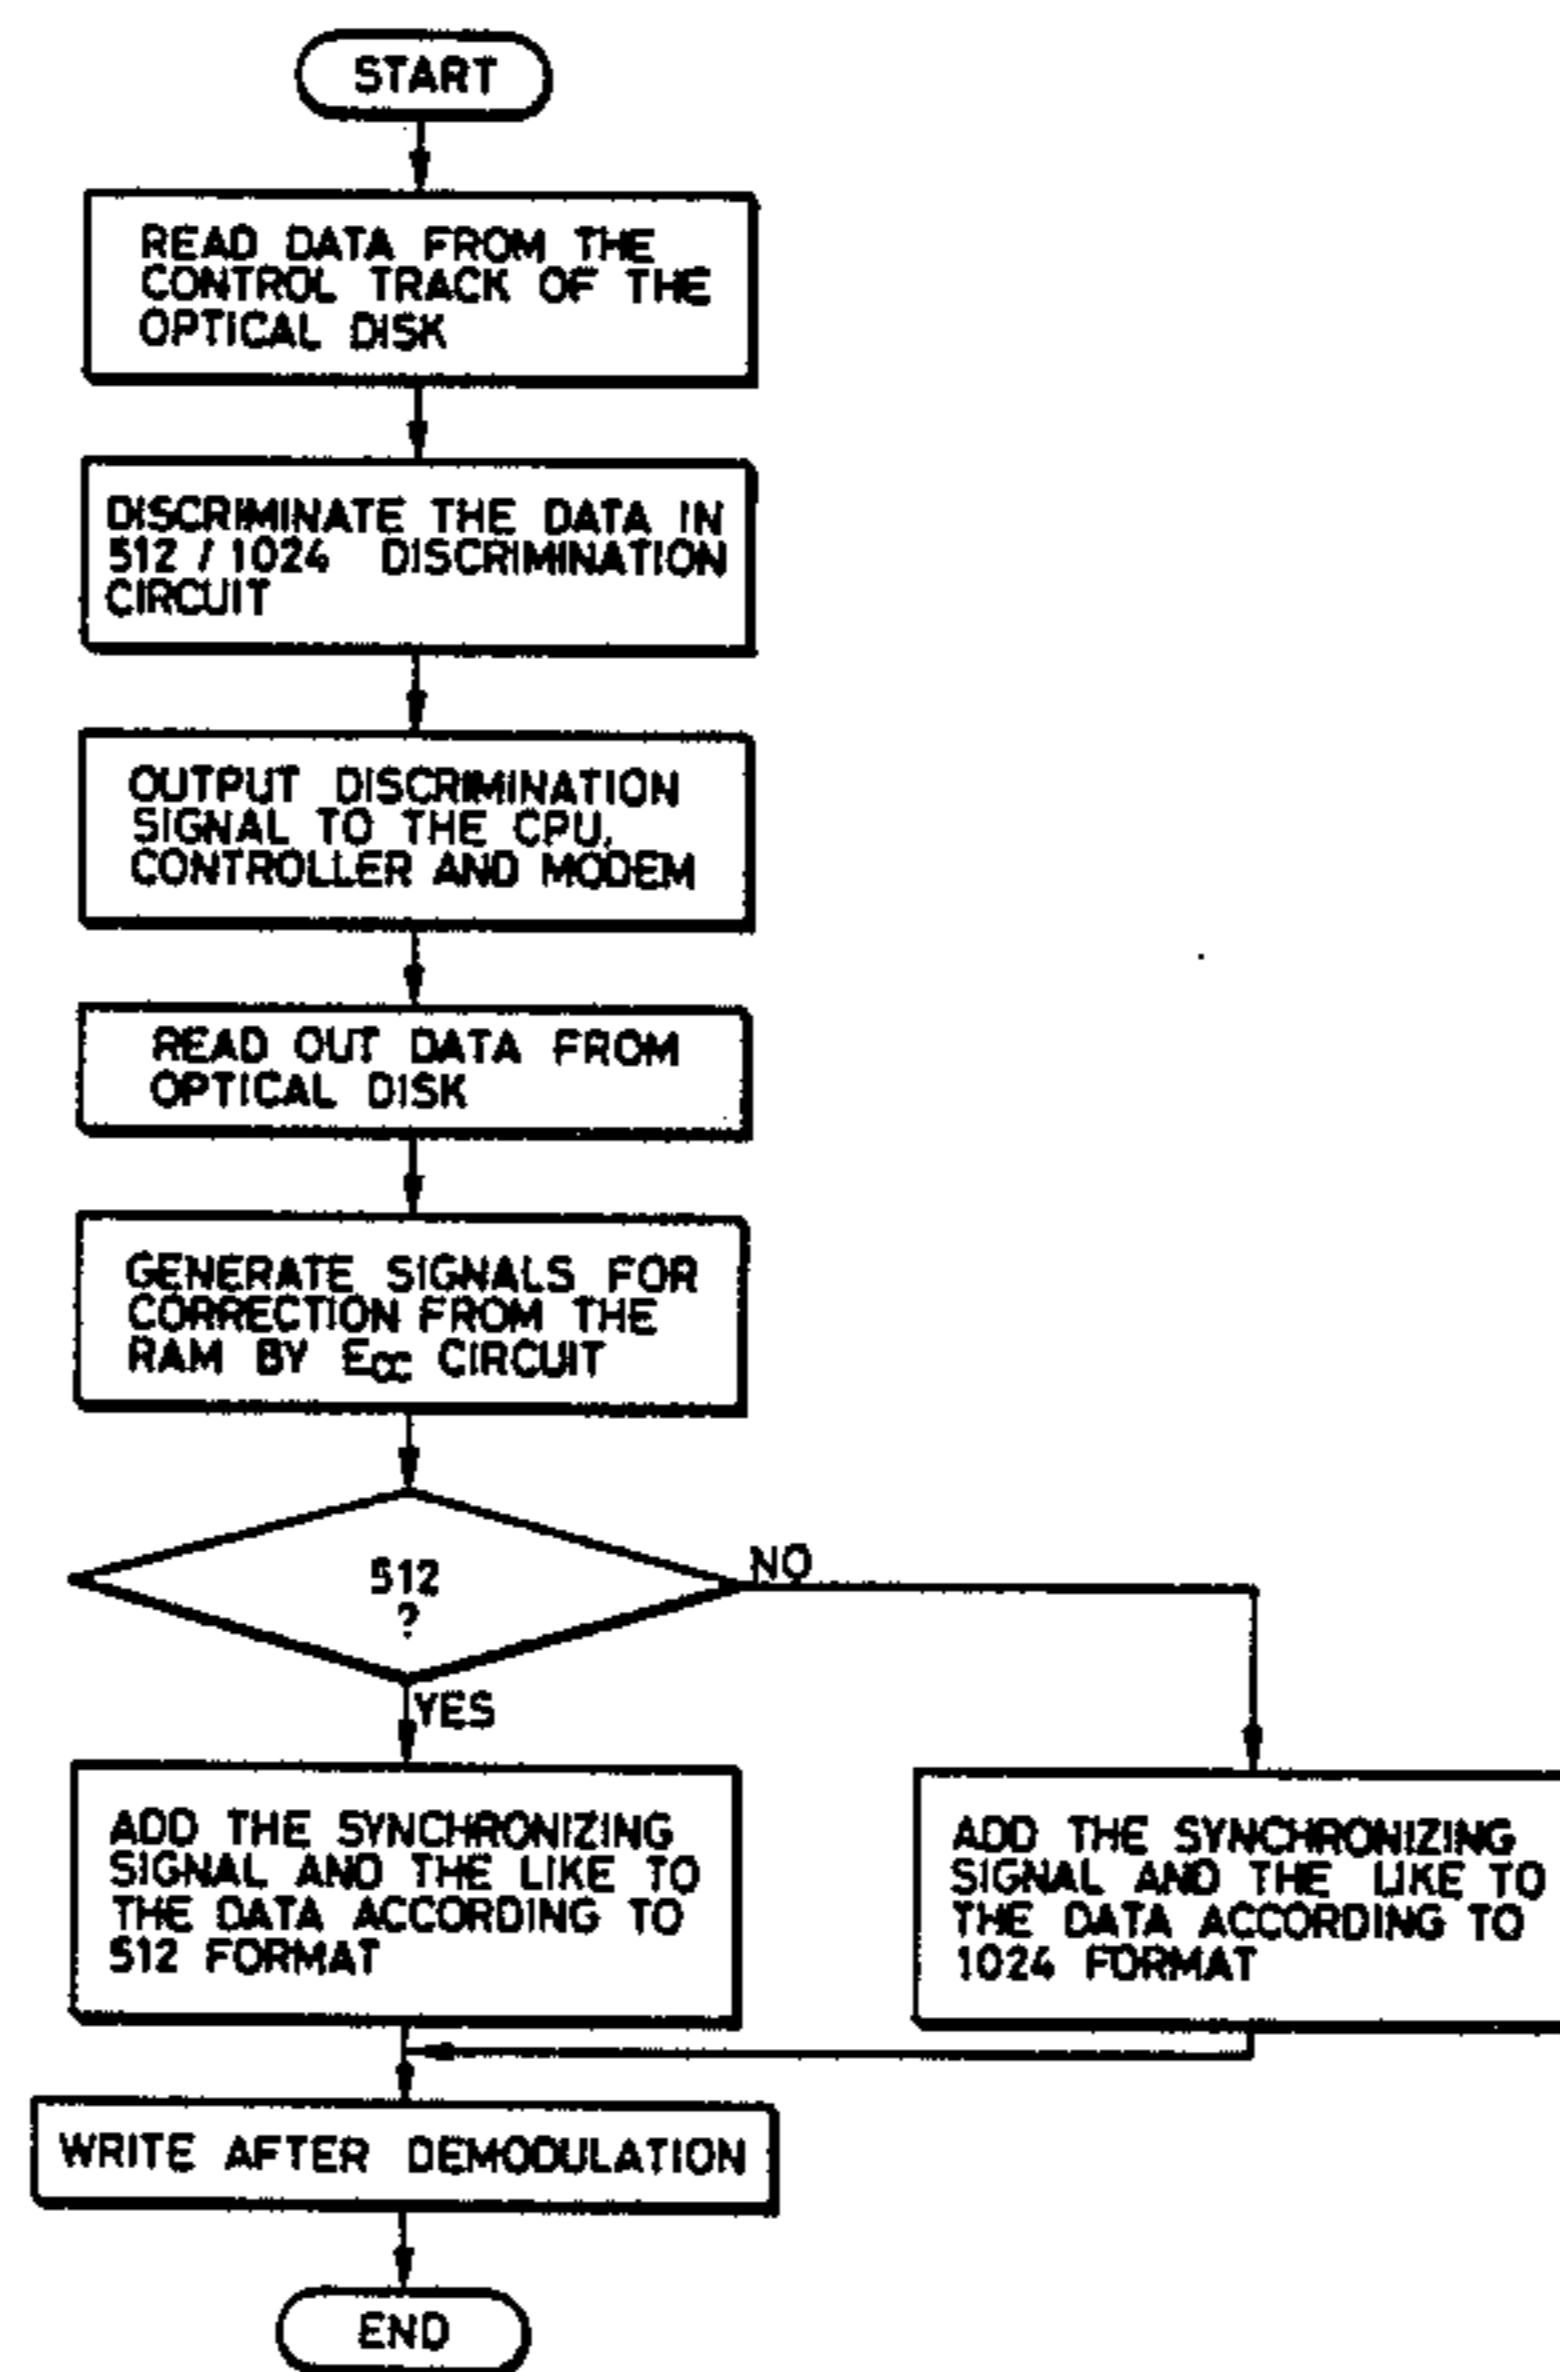 START
READ DATA FROM THE
CONTROL TRACK OF THE
OPTICAL DISK
DISCRIMINATE THE DATA IN
512 / 1024 DISCRIMINATION
CIRCUIT
OUTPUT DISCRIMINATION
SIGNAL TO THE CPU,
CONTROLLER AND MODEM
READ OUT DATA FROM
OPTICAL DISK
GENERATE SIGNALS FOR
CORRECTION FROM THE
RAM BY ECC CIRCUIT
512
?
NO
YES
ADD THE SYNCHRONIZING
SIGNAL AND THE LIKE TO
THE DATA ACCORDING TO
512 FORMAT
ADD THE SYNCHRONIZING
SIGNAL AND THE LIKE TO
THE DATA ACCORDING TO
1024 FORMAT
WRITE AFTER DEMODULATION
END